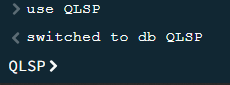 > use QLSP
< switched to db QLSP
QLSP>